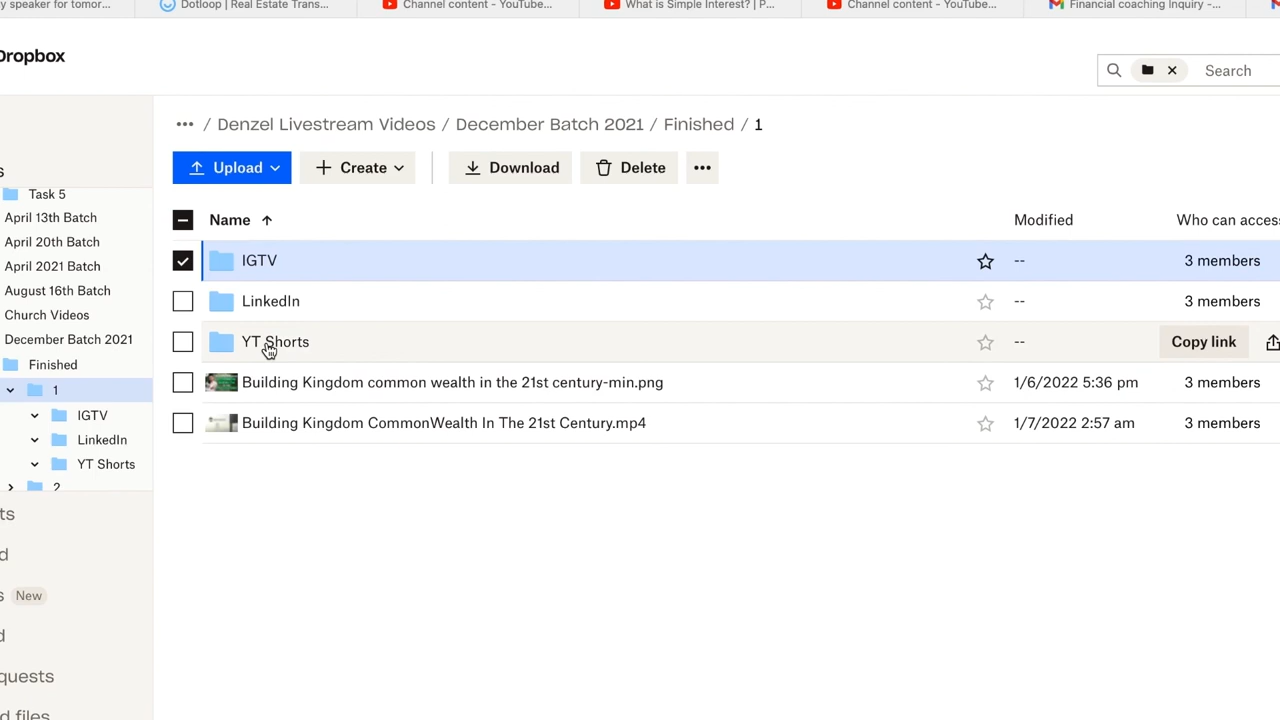 y speaker for tomor...
Dotloop | Real Estate Trans...
Channel content - YouTube...
What is Simple Interest? | P...
Channel content - YouTube...
Financial coaching Inquiry -...
Dropbox
Search
... / Denzel Livestream Videos / December Batch 2021 / Finished / 1
Upload
Create
Download
Delete
...
s
Task 5
April 13th Batch
April 20th Batch
April 2021 Batch
August 16th Batch
Church Videos
December Batch 2021
Finished
1
IGTV
LinkedIn
YT Shorts
2
ts
d
s New
d
quests
d files
Name Modified Who can access
IGTV -- 3 members
LinkedIn -- 3 members
YT Shorts -- Copy link
Building Kingdom common wealth in the 21st century-min.png 1/6/2022 5:36 pm 3 members
Building Kingdom CommonWealth In The 21st Century.mp4 1/7/2022 2:57 am 3 members